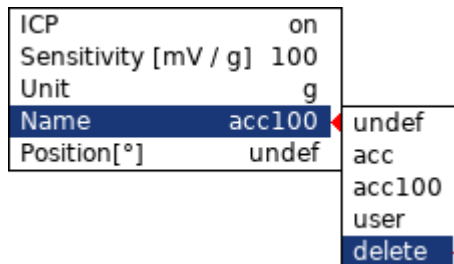 ICP on
Sensitivity [mV / g] 100
Unit g
Name acc100
Position[°] undef
undef
acc
acc100
user
delete